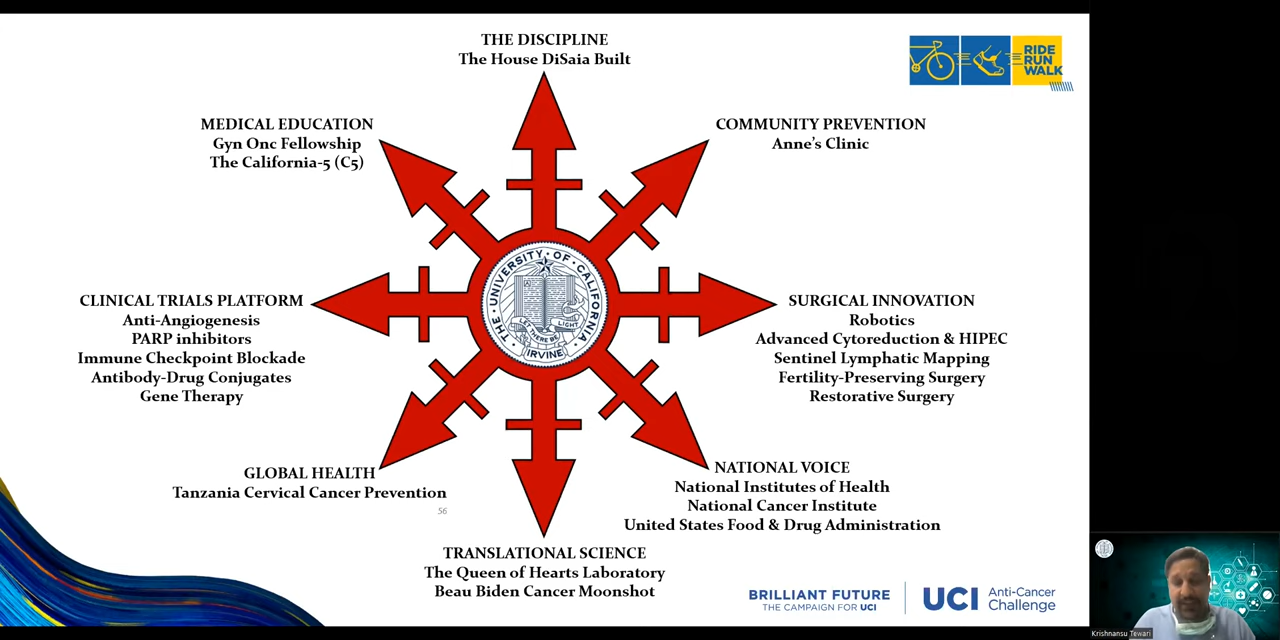 THE DISCIPLINE
The House DiSaia Built
RIDE
RUN
WALK
MEDICAL EDUCATION
Gyn Onc Fellowship
The California-5 (C5)
COMMUNITY PREVENTION
Anne's Clinic
CLINICAL TRIALS PLATFORM
Anti-Angiogenesis
PARP inhibitors
Immune Checkpoint Blockade
Antibody-Drug Conjugates
Gene Therapy
THE UNIVERSITY OF CALIFORNIA
LET THERE BE LIGHT
IRVINE
SURGICAL INNOVATION
Robotics
Advanced Cytoreduction & HIPEC
Sentinel Lymphatic Mapping
Fertility-Preserving Surgery
Restorative Surgery
GLOBAL HEALTH
Tanzania Cervical Cancer Prevention
56
NATIONAL VOICE
National Institutes of Health
National Cancer Institute
United States Food & Drug Administration
TRANSLATIONAL SCIENCE
The Queen of Hearts Laboratory
Beau Biden Cancer Moonshot
BRILLIANT FUTURE
THE CAMPAIGN FOR UCI
UCI Anti-Cancer
Challenge
Krishnansu Tewari